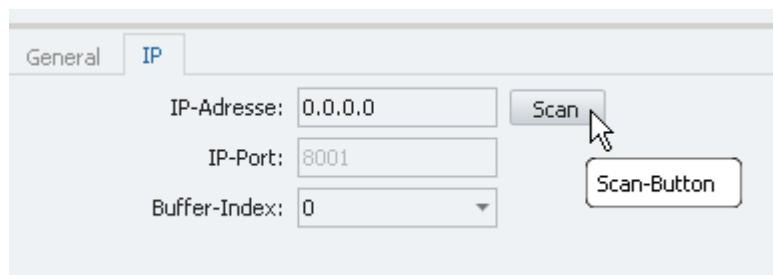 General IP
IP-Adresse: 0.0.0.0 Scan
IP-Port: 8001
Scan-Button
Buffer-Index: 0